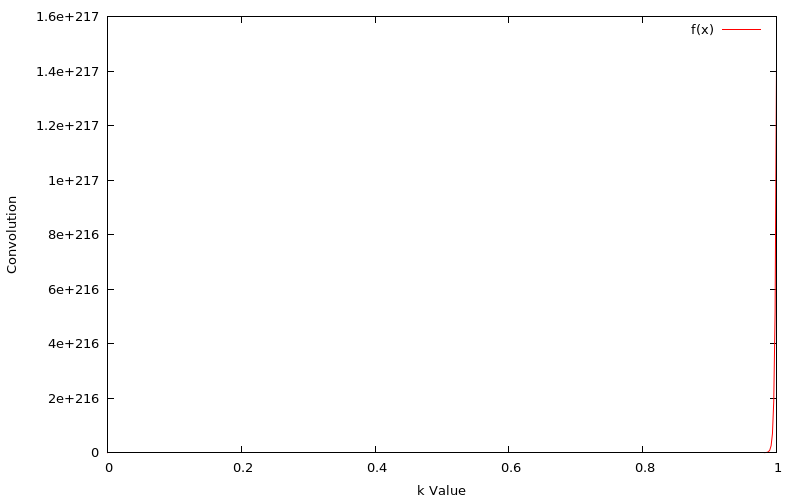 1.6e+217
f(x)
1.4e+217
1.2e+217
1e+217
8e+216
6e+216
4e+216
2e+216
0
Convolution
0 0.2 0.4 0.6 0.8 1
k Value